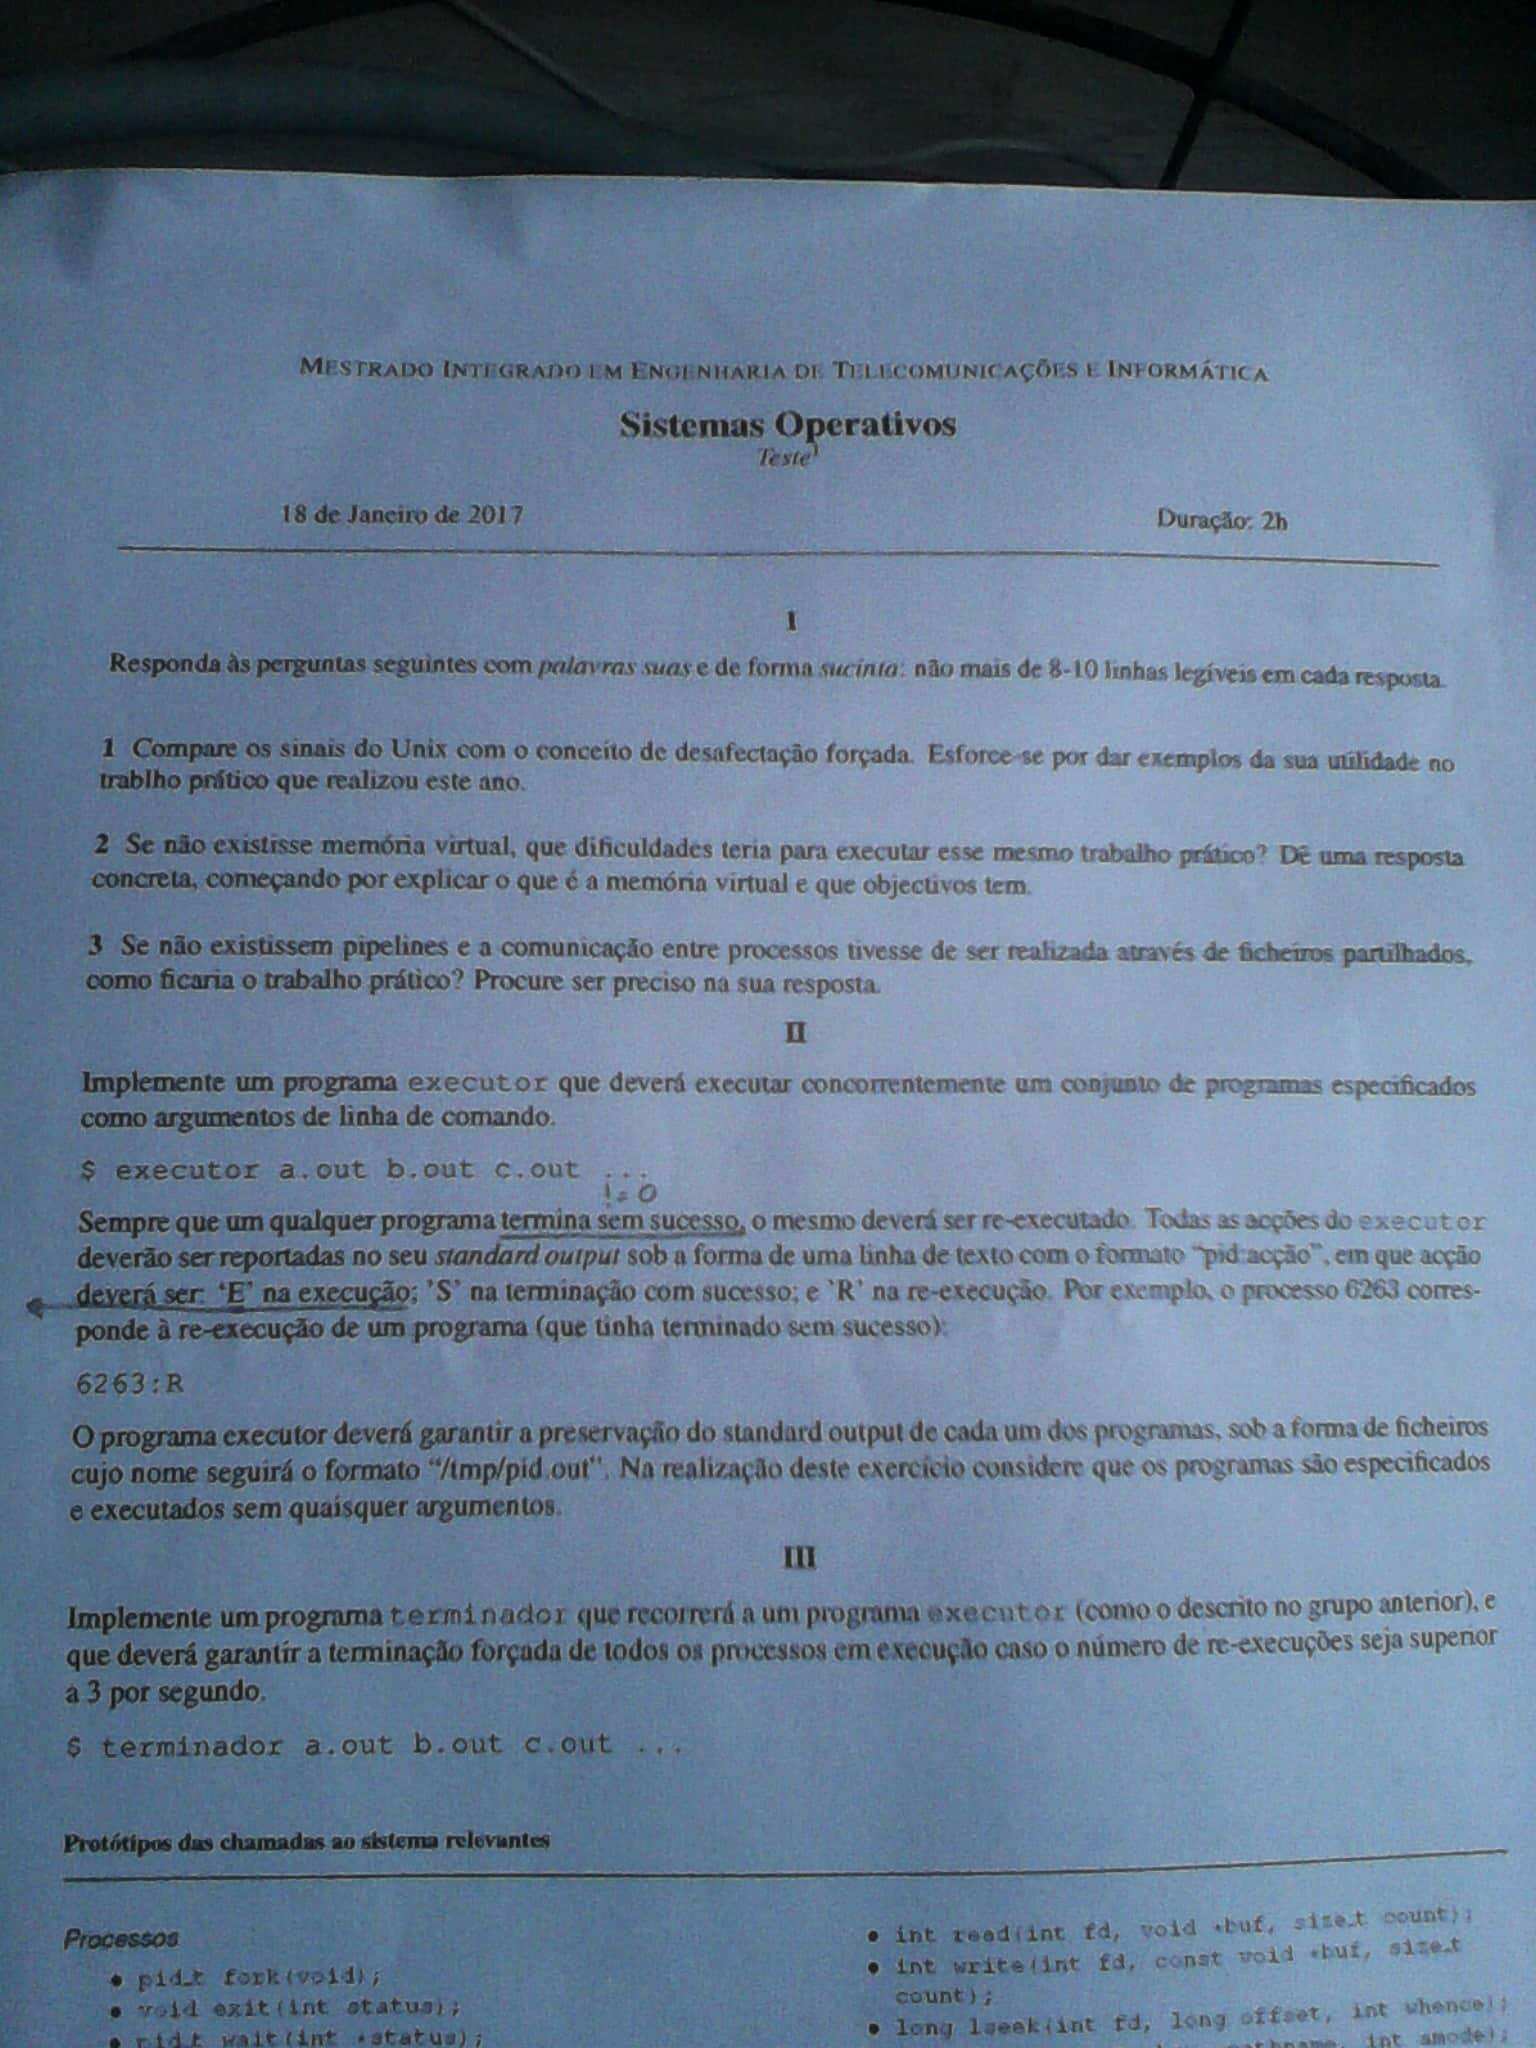 MESTRADO INTEGRADO EM ENGENHARIA DE TELECOMUNICAÇÕES E INFORMÁTICA
Sistemas Operativos
Teste¹
18 de Janeiro de 2017 Duração: 2h
I
Responda às perguntas seguintes com palavras suas e de forma sucinta: não mais de 8-10 linhas legíveis em cada resposta.
1 Compare os sinais do Unix com o conceito de desafectação forçada. Esforce-se por dar exemplos da sua utilidade no
trablho prático que realizou este ano.
2 Se não existisse memória virtual, que dificuldades teria para executar esse mesmo trabalho prático? Dê uma resposta
concreta, começando por explicar o que é a memória virtual e que objectivos tem.
3 Se não existissem pipelines e a comunicação entre processos tivesse de ser realizada através de ficheiros partilhados,
como ficaria o trabalho prático? Procure ser preciso na sua resposta.
II
Implemente um programa executor que deverá executar concorrentemente um conjunto de programas especificados
como argumentos de linha de comando.
$ executor a.out b.out c.out ...
!=0
Sempre que um qualquer programa termina sem sucesso, o mesmo deverá ser re-executado. Todas as acções do executor
deverão ser reportadas no seu standard output sob a forma de uma linha de texto com o formato “pid:acção”, em que acção
deverá ser: ‘E’ na execução; ’S’ na terminação com sucesso; e ‘R’ na re-execução. Por exemplo, o processo 6263 corres-
ponde à re-execução de um programa (que tinha terminado sem sucesso):
6263:R
O programa executor deverá garantir a preservação do standard output de cada um dos programas, sob a forma de ficheiros
cujo nome seguirá o formato “/tmp/pid.out”. Na realização deste exercício considere que os programas são especificados
e executados sem quaisquer argumentos.
III
Implemente um programa terminador que recorrerá a um programa executor (como o descrito no grupo anterior), e
que deverá garantir a terminação forçada de todos os processos em execução caso o número de re-execuções seja superior
a 3 por segundo.
$ terminador a.out b.out c.out ...
Protótipos das chamadas ao sistema relevantes
Processos
• pid_t fork(void);
• void exit(int status);
• pid_t wait(int *status);
• int read(int fd, void *buf, size_t count);
• int write(int fd, const void *buf, size_t
count);
• long lseek(int fd, long offset, int whence);
pathname, int amode);